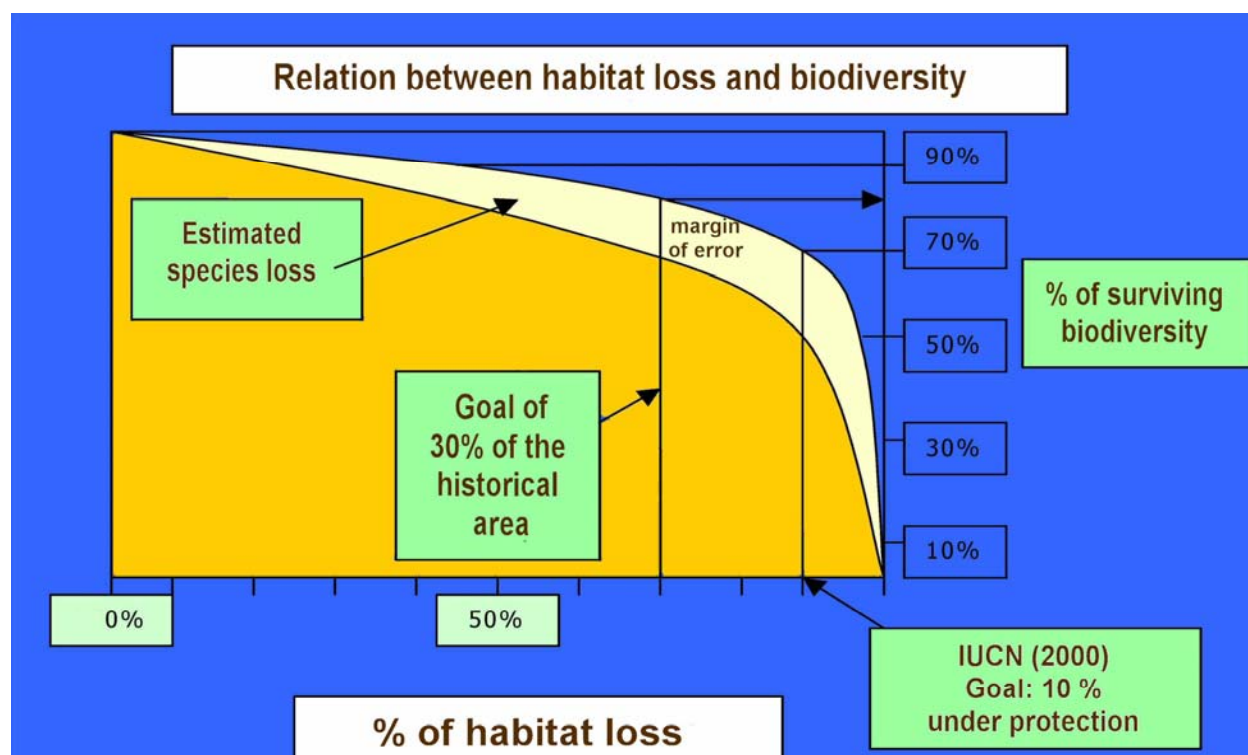 Relation between habitat loss and biodiversity
90%
Estimated
species loss
margin
of error
70%
% of surviving
biodiversity
50%
Goal of
30% of the
historical
area
30%
10%
0%
50%
IUCN (2000)
Goal: 10 %
under protection
% of habitat loss